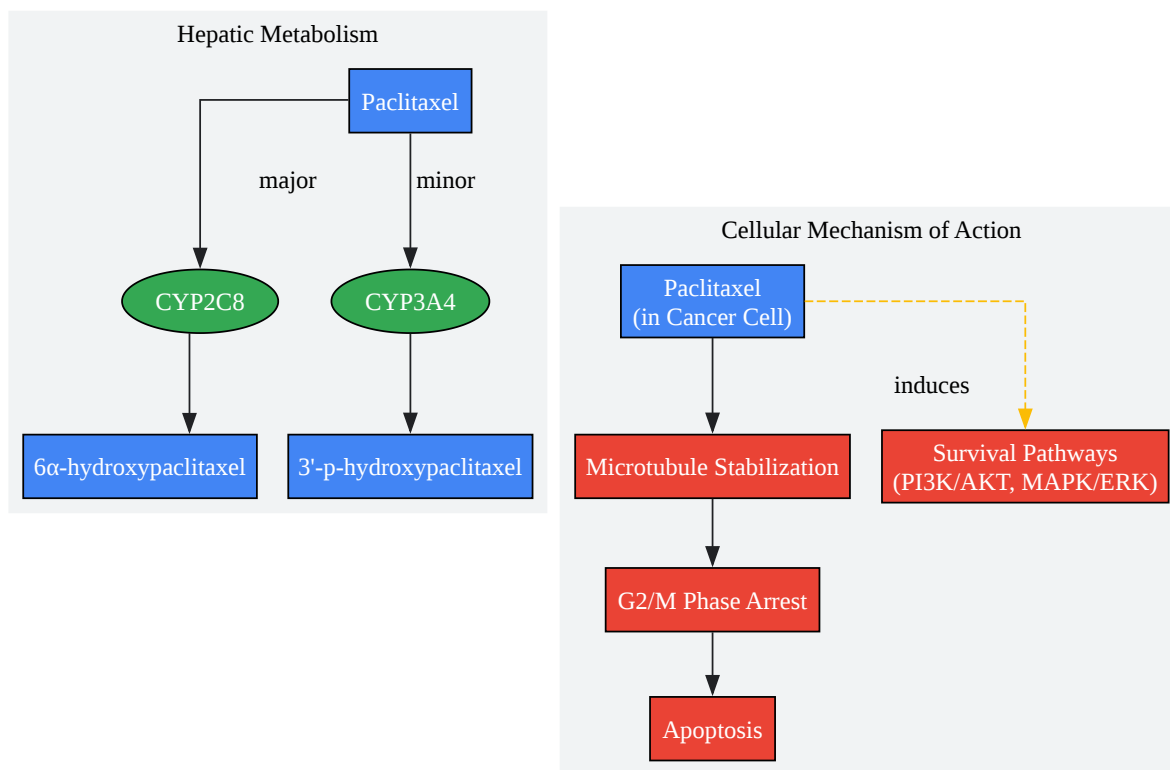 Hepatic Metabolism
Paclitaxel
major
minor
CYP2C8
CYP3A4
6α-hydroxypaclitaxel
3'-p-hydroxypaclitaxel
Cellular Mechanism of Action
Paclitaxel
(in Cancer Cell)
induces
Microtubule Stabilization
Survival Pathways
(PI3K/AKT, MAPK/ERK)
G2/M Phase Arrest
Apoptosis